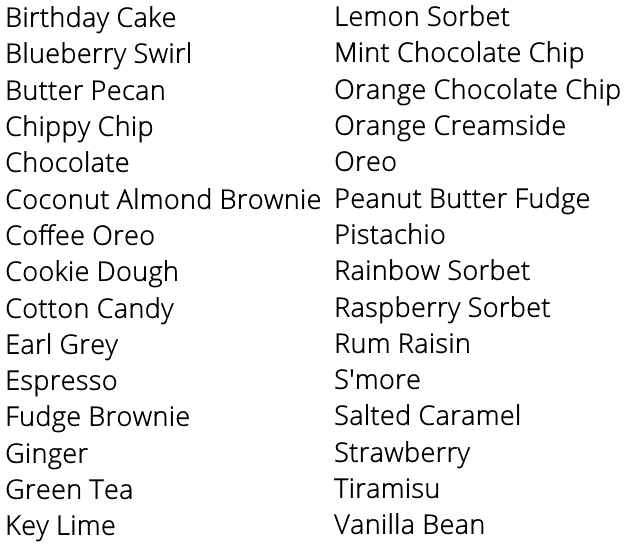 Birthday Cake
Blueberry Swirl
Butter Pecan
Chippy Chip
Chocolate
Coconut Almond Brownie
Coffee Oreo
Cookie Dough
Cotton Candy
Earl Grey
Espresso
Fudge Brownie
Ginger
Green Tea
Key Lime
Lemon Sorbet
Mint Chocolate Chip
Orange Chocolate Chip
Orange Creamside
Oreo
Peanut Butter Fudge
Pistachio
Rainbow Sorbet
Raspberry Sorbet
Rum Raisin
S'more
Salted Caramel
Strawberry
Tiramisu
Vanilla Bean